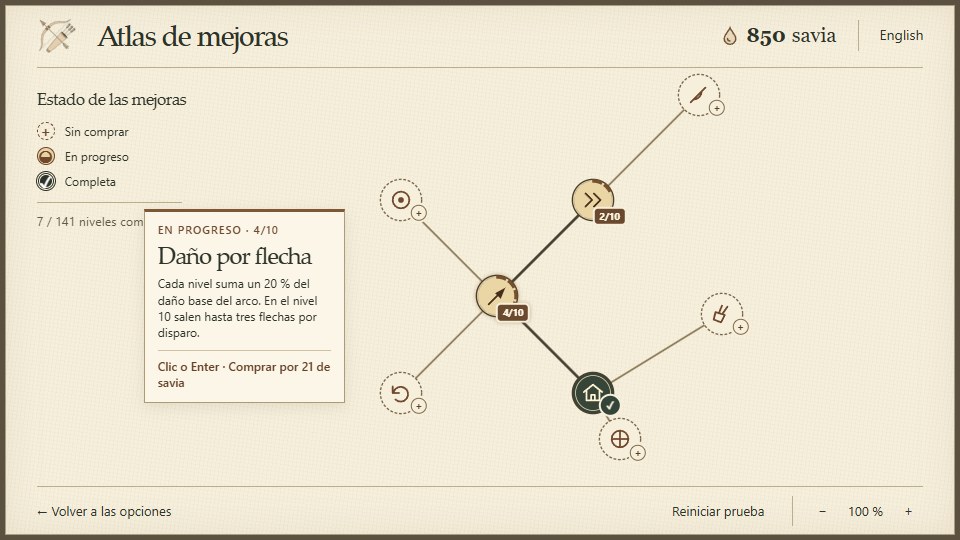 Atlas de mejoras
850 savia
English
Estado de las mejoras
Sin comprar
En progreso
Completa
7 / 141 niveles com
EN PROGRESO · 4/10
Daño por flecha
Cada nivel suma un 20 % del
daño base del arco. En el nivel
10 salen hasta tres flechas por
disparo.
Clic o Enter · Comprar por 21 de
savia
2/10
4/10
← Volver a las opciones
Reiniciar prueba
− 100 % +